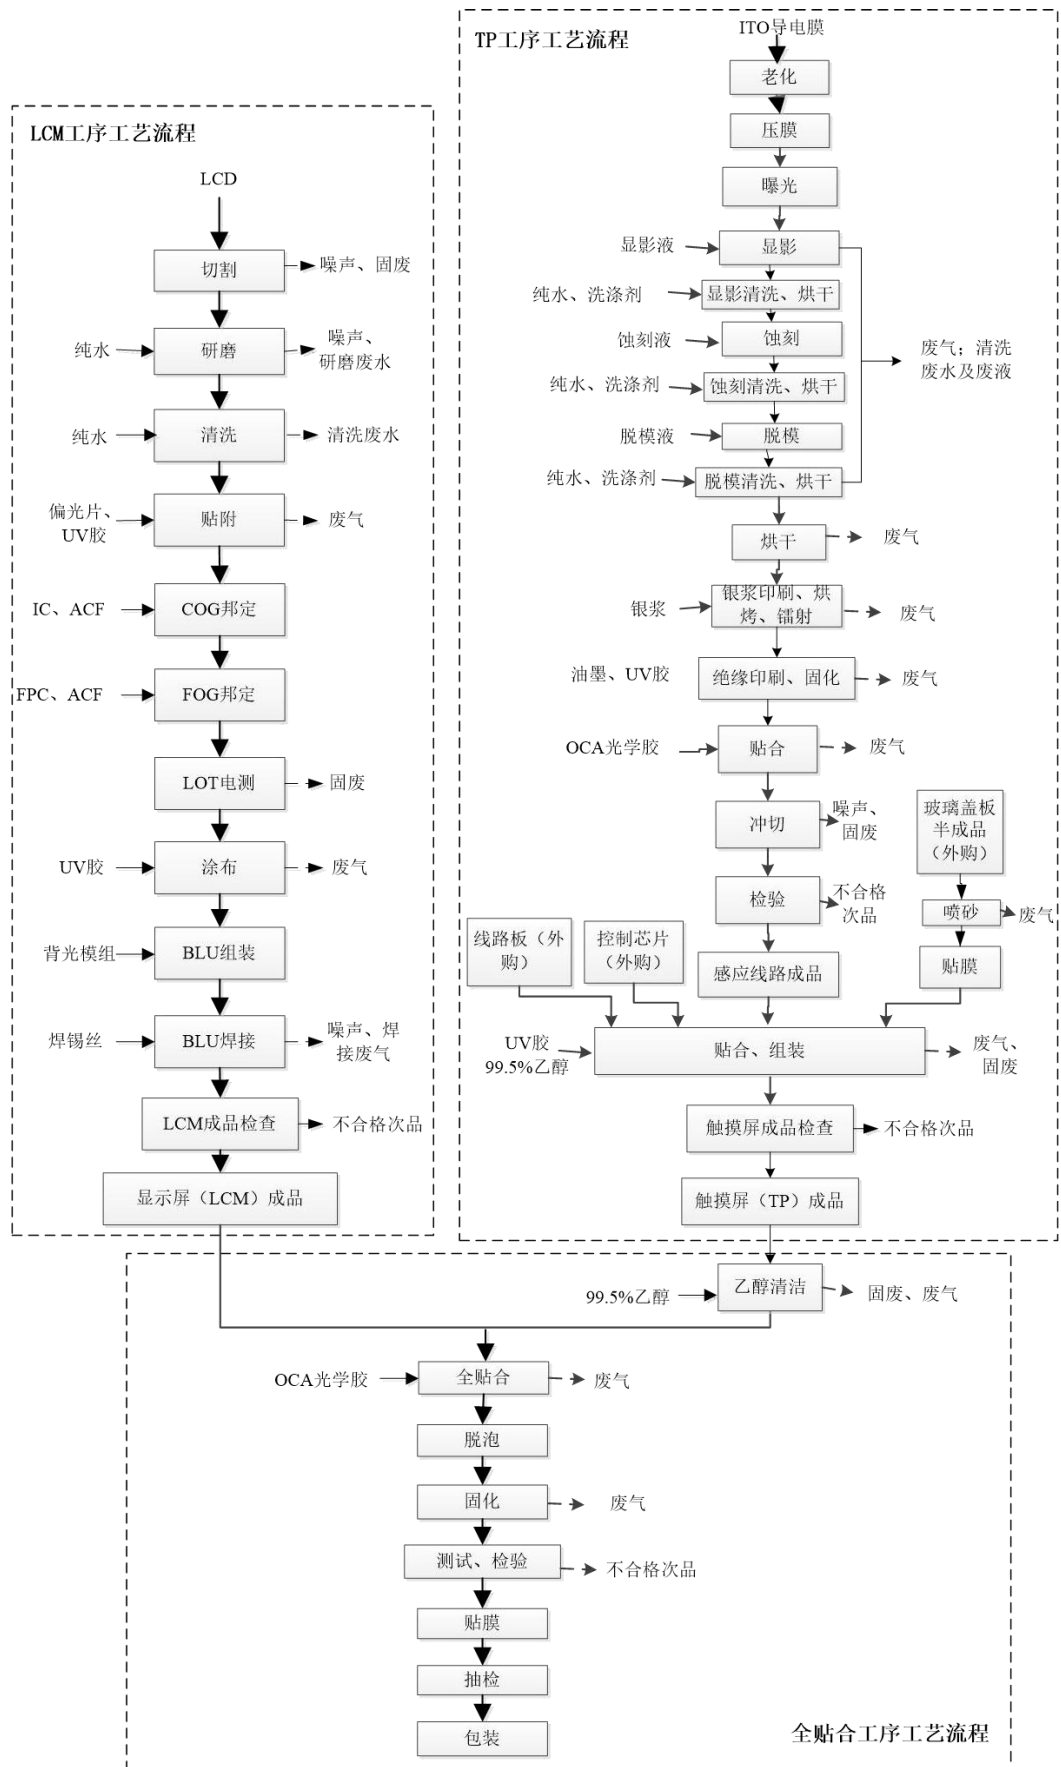 TP工序工艺流程
ITO导电膜
老化
压膜
曝光
显影液
显影
纯水、洗涤剂
显影清洗、烘干
蚀刻液
蚀刻
纯水、洗涤剂
蚀刻清洗、烘干
脱模液
脱模
纯水、洗涤剂
脱模清洗、烘干
废气；清洗
废水及废液
烘干
废气
银浆
银浆印刷、烘
烤、镭射
废气
油墨、UV胶
绝缘印刷、固化
废气
OCA光学胶
贴合
废气
冲切
噪声、
固废
检验
不合格
次品
感应线路成品
玻璃盖板
半成品
（外购）
喷砂
废气
贴膜
线路板（外
购）
控制芯片
（外购）
UV胶
99.5%乙醇
贴合、组装
废气、
固废
触摸屏成品检查
不合格次品
触摸屏（TP）成品
LCM工序工艺流程
LCD
切割
噪声、固废
纯水
研磨
噪声、
研磨废水
纯水
清洗
清洗废水
偏光片、
UV胶
贴附
废气
IC、ACF
COG邦定
FPC、ACF
FOG邦定
LOT电测
固废
UV胶
涂布
废气
背光模组
BLU组装
焊锡丝
BLU焊接
噪声、焊
接废气
LCM成品检查
不合格次品
显示屏（LCM）成品
99.5%乙醇
乙醇清洁
固废、废气
OCA光学胶
全贴合
废气
脱泡
固化
废气
测试、检验
不合格次品
贴膜
抽检
包装
全贴合工序工艺流程